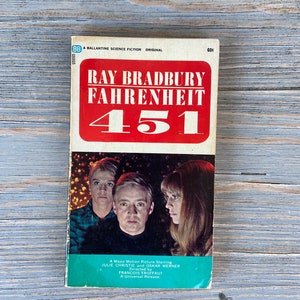 BB A BALLANTINE SCIENCE FICTION ORIGINAL 60¢
RAY BRADBURY
FAHRENHEIT
451
A Major Motion Picture Starring
JULIE CHRISTIE and OSKAR WERNER
Directed by
FRANCOIS TRUFFAUT
A Universal Release